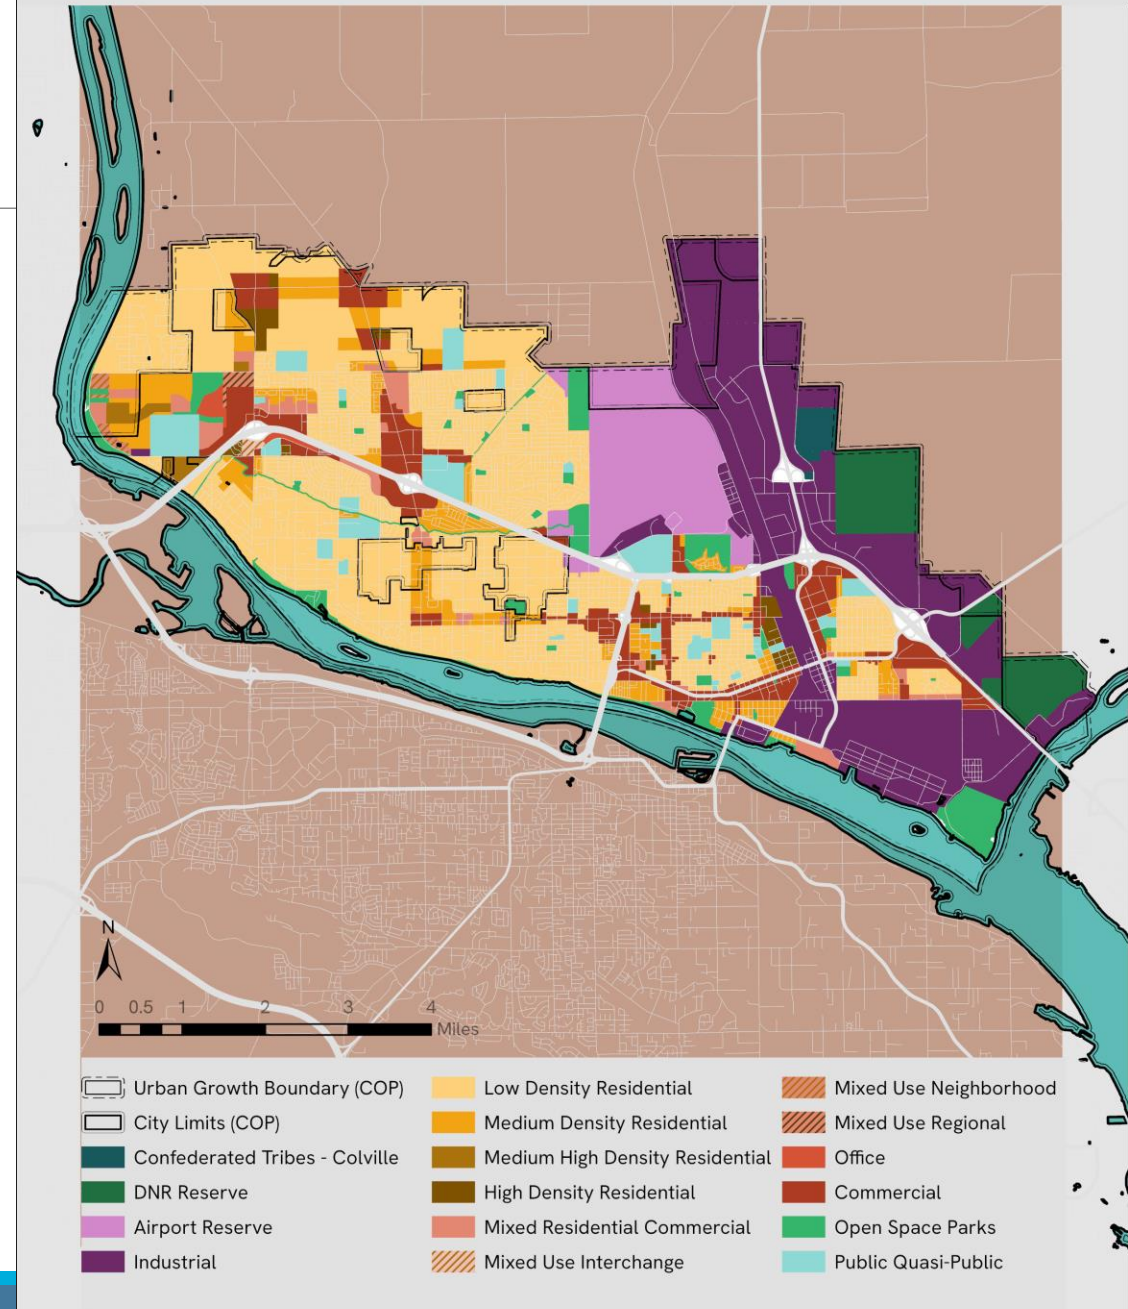 N
0 0.5 1 2 3 4
Miles
Urban Growth Boundary (COP)
City Limits (COP)
Confederated Tribes - Colville
DNR Reserve
Airport Reserve
Industrial
Low Density Residential
Medium Density Residential
Medium High Density Residential
High Density Residential
Mixed Residential Commercial
Mixed Use Interchange
Mixed Use Neighborhood
Mixed Use Regional
Office
Commercial
Open Space Parks
Public Quasi-Public